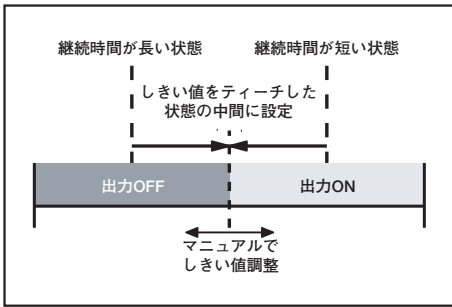 継続時間が長い状態
継続時間が短い状態
しきい値をティーチした
状態の中間に設定
出力OFF
出力ON
マニュアルで
しきい値調整